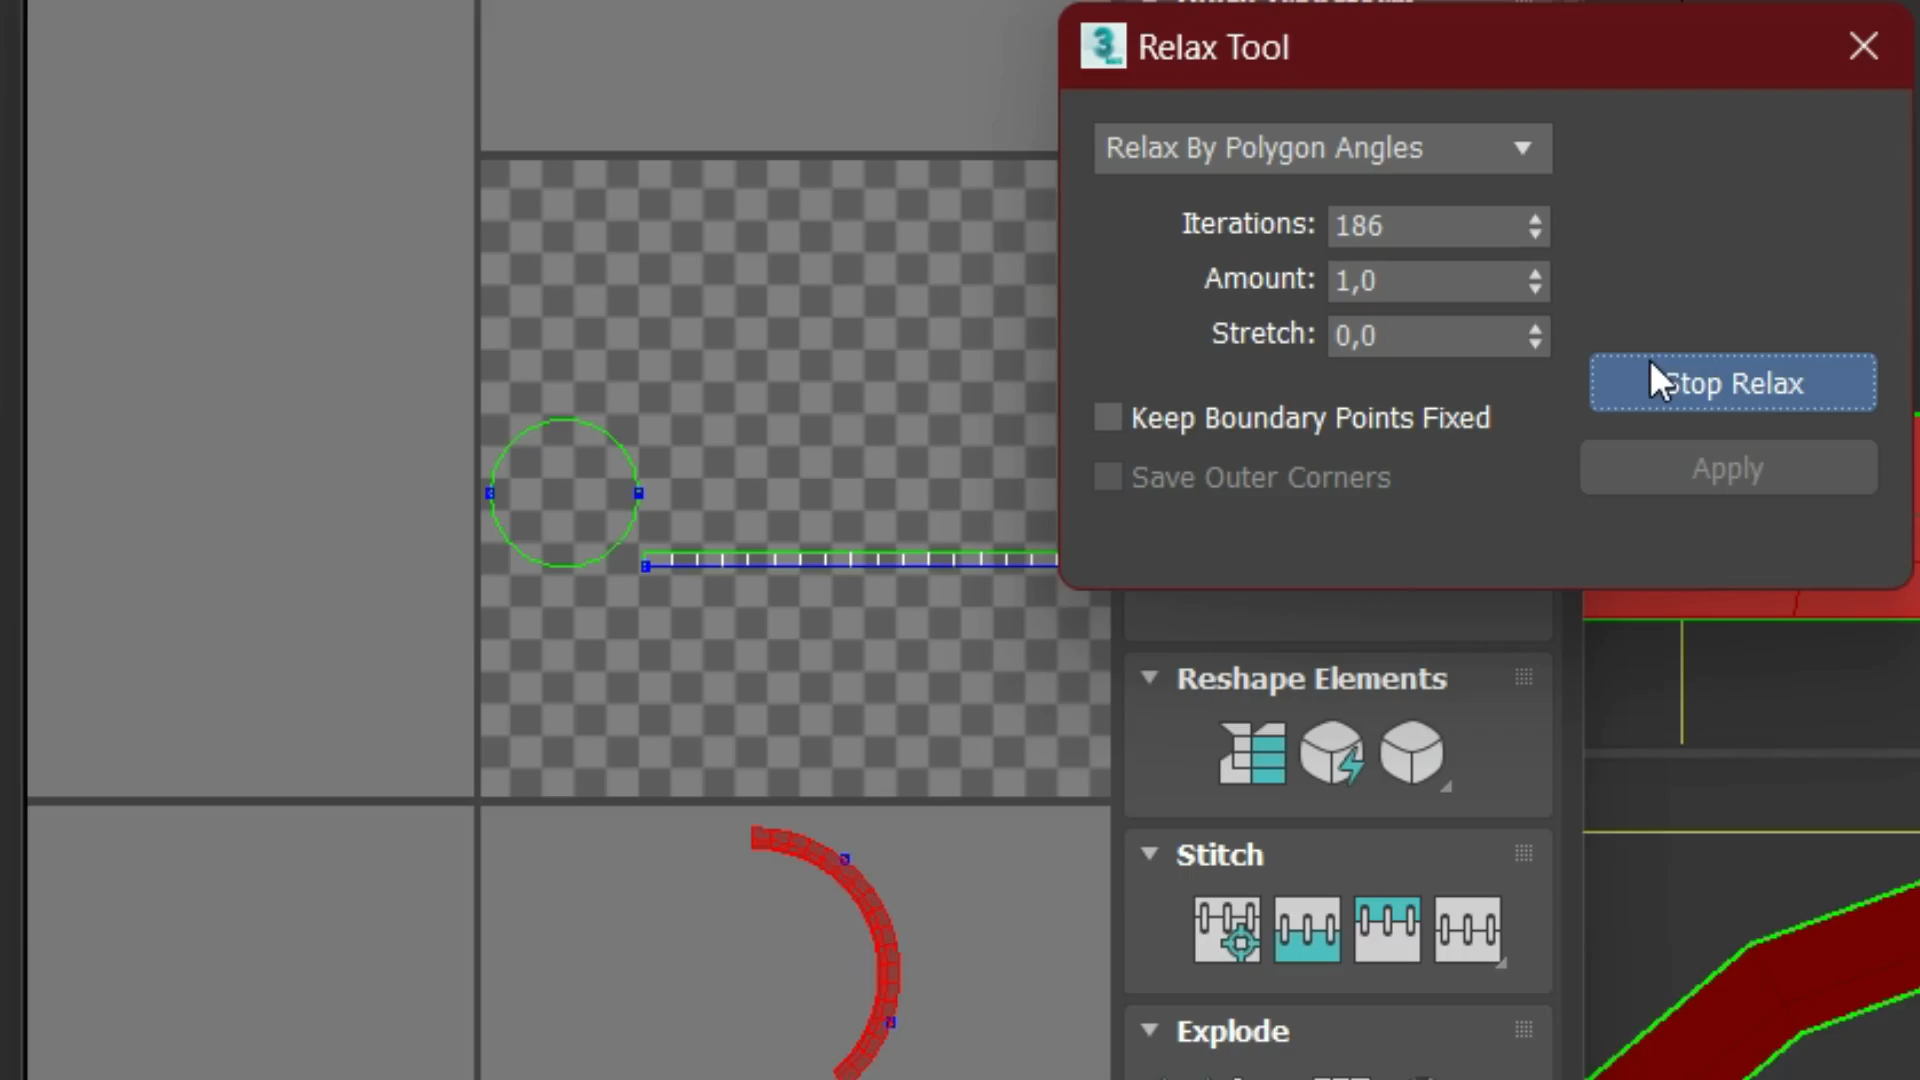 Relax Tool
Relax By Polygon Angles
Iterations: 186
Amount: 1,0
Stretch: 0,0
Stop Relax
Keep Boundary Points Fixed
Apply
Save Outer Corners
Reshape Elements
Stitch
Explode